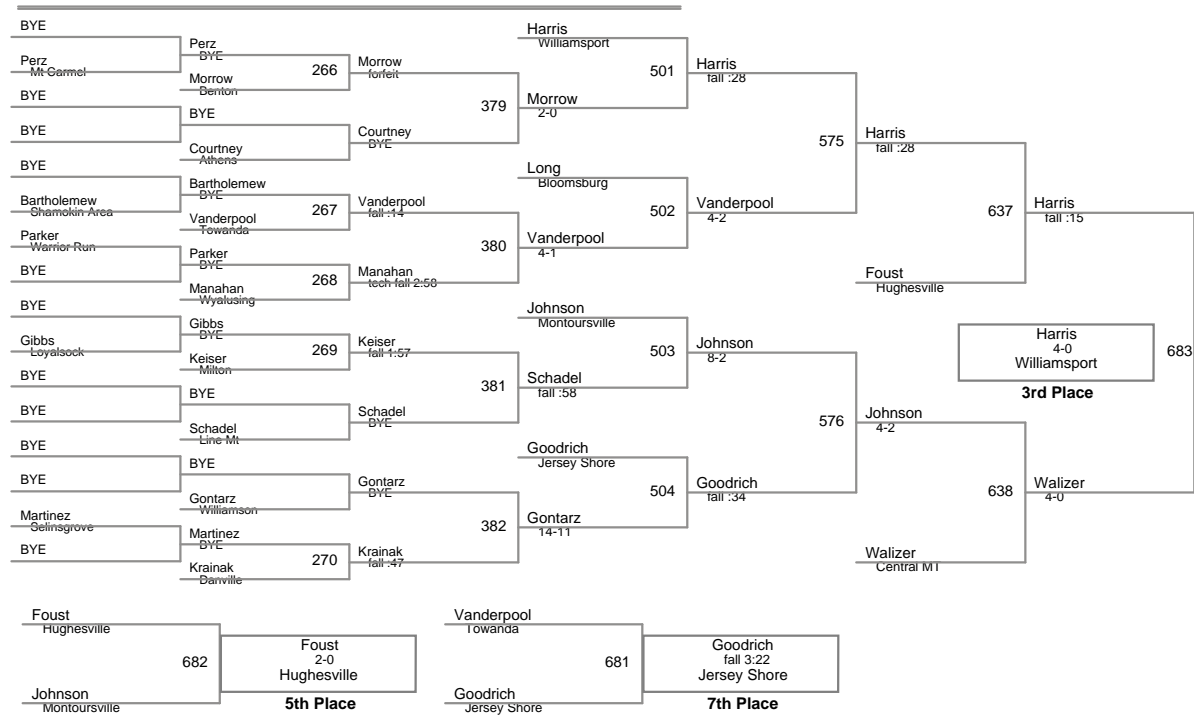 BYE
Perz
Mt Carmel
BYE
BYE
BYE
Bartholemew
Shamokin Area
Parker
Warrior Run
BYE
BYE
Gibbs
Loyalsock
BYE
BYE
BYE
BYE
Martinez
Selinsgrove
BYE
Perz
BYE
266
Morrow
Benton
BYE
Courtney
Athens
Bartholemew
BYE
267
Vanderpool
Towanda
Parker
BYE
268
Manahan
Wyalusing
Gibbs
BYE
269
Keiser
Milton
BYE
Schadel
Line Mt
BYE
Gontarz
Williamson
Martinez
BYE
270
Krainak
Danville
Morrow
forfeit
379
Courtney
BYE
Vanderpool
fall :14
380
Manahan
tech fall 2:58
Keiser
fall 1:57
381
Schadel
BYE
Gontarz
BYE
382
Krainak
fall :47
Harris
Williamsport
501
Morrow
2-0
Long
Bloomsburg
502
Vanderpool
4-1
Johnson
Montoursville
503
Schadel
fall :58
Goodrich
Jersey Shore
504
Gontarz
14-11
Harris
fall :28
575
Vanderpool
4-2
Johnson
8-2
576
Goodrich
fall :34
Harris
fall :28
637
Foust
Hughesville
Johnson
4-2
638
Walizer
Central MT
Harris
fall :15
Harris
4-0
Williamsport
683
3rd Place
Walizer
4-0
Foust
Hughesville
682
Johnson
Montoursville
Foust
2-0
Hughesville
5th Place
Vanderpool
Towanda
681
Goodrich
Jersey Shore
Goodrich
fall 3:22
Jersey Shore
7th Place